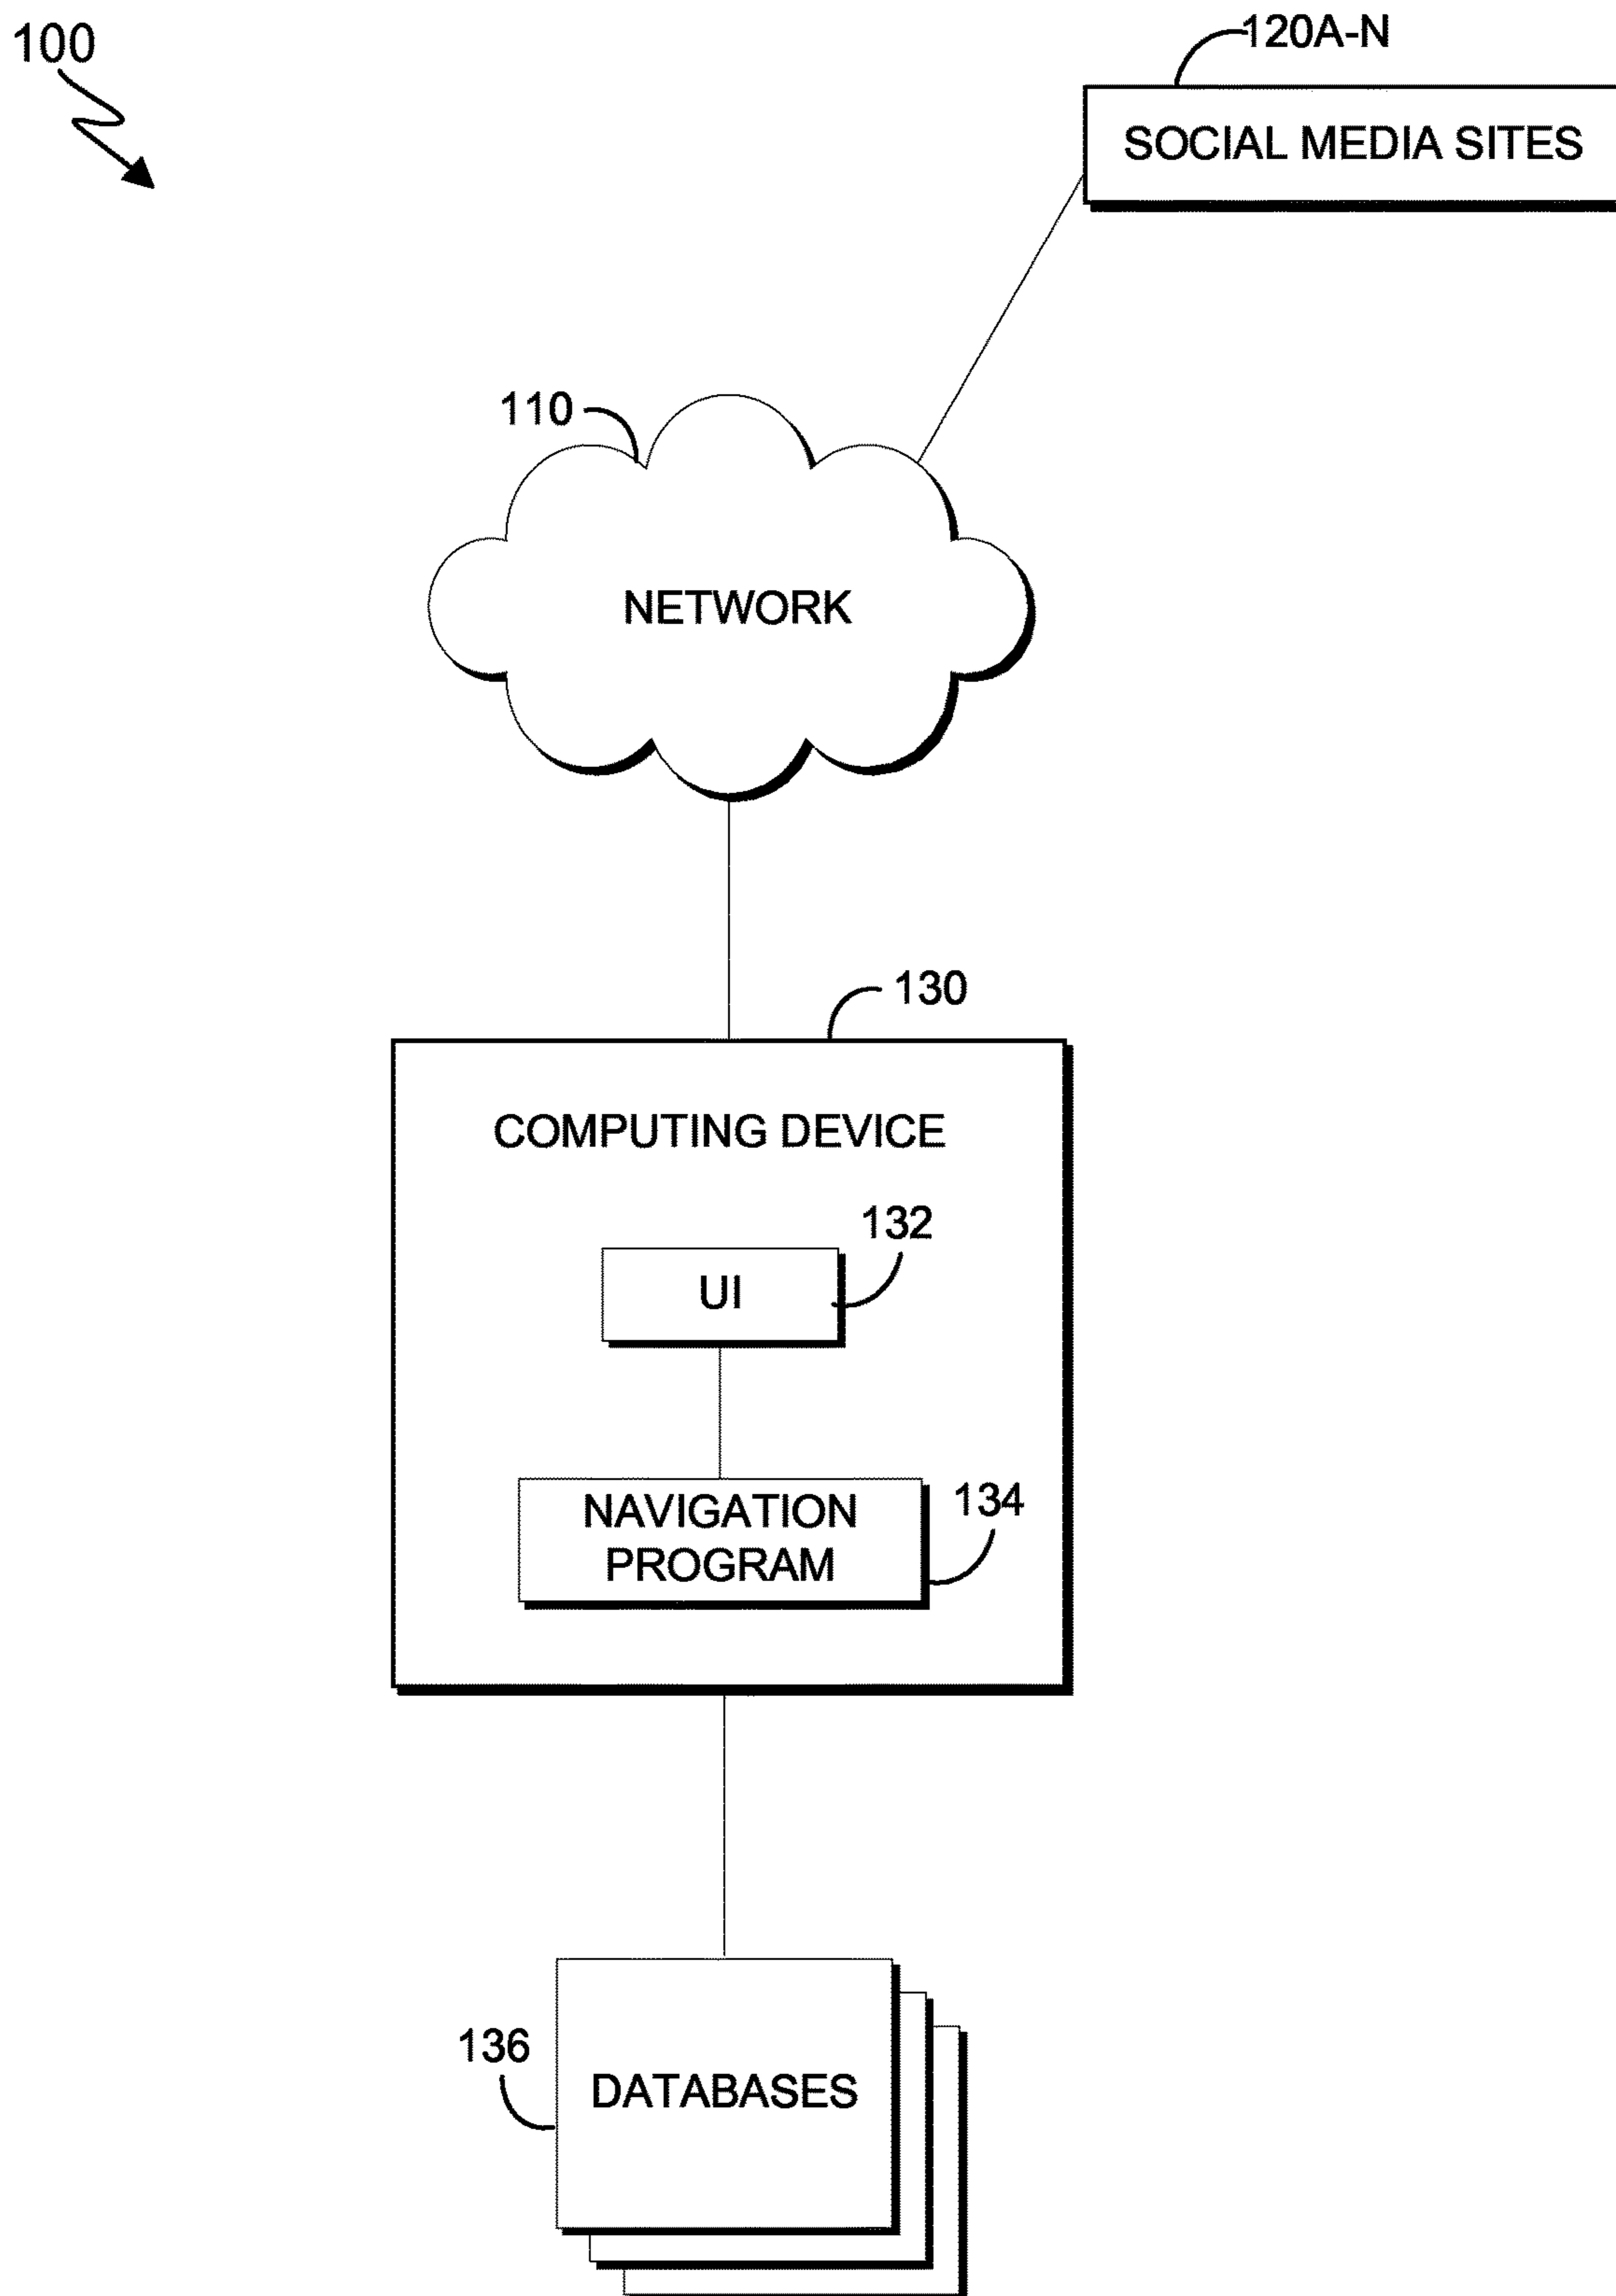 100
120A-N
SOCIAL MEDIA SITES
110
NETWORK
130
COMPUTING DEVICE
132
UI
NAVIGATION
PROGRAM
134
136
DATABASES